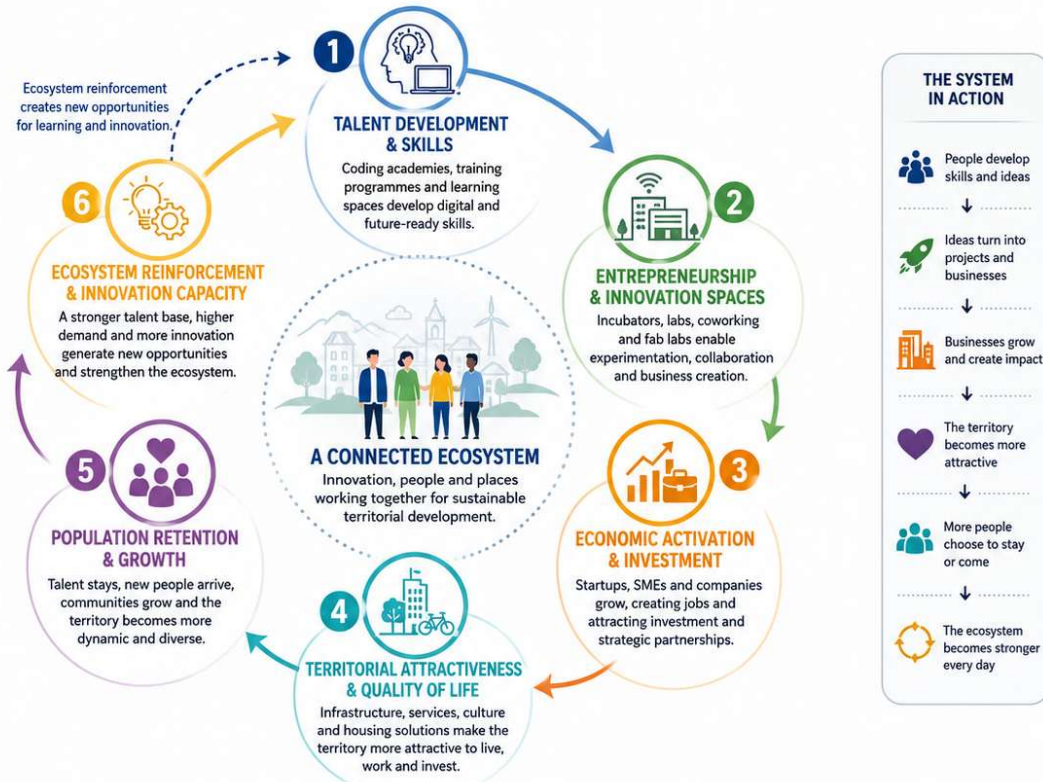 Ecosystem reinforcement
creates new opportunities
for learning and innovation.
1
TALENT DEVELOPMENT
& SKILLS
Coding academies, training
programmes and learning
spaces develop digital and
future-ready skills.
2
ENTREPRENEURSHIP
& INNOVATION SPACES
Incubators, labs, coworking
and fab labs enable
experimentation, collaboration
and business creation.
3
ECONOMIC ACTIVATION
& INVESTMENT
Startups, SMEs and companies
grow, creating jobs and
attracting investment and
strategic partnerships.
4
TERRITORIAL ATTRACTIVENESS
& QUALITY OF LIFE
Infrastructure, services, culture
and housing solutions make the
territory more attractive to live,
work and invest.
5
POPULATION RETENTION
& GROWTH
Talent stays, new people arrive,
communities grow and the
territory becomes more
dynamic and diverse.
6
ECOSYSTEM REINFORCEMENT
& INNOVATION CAPACITY
A stronger talent base, higher
demand and more innovation
generate new opportunities
and strengthen the ecosystem.
A CONNECTED ECOSYSTEM
Innovation, people and places
working together for sustainable
territorial development.
THE SYSTEM
IN ACTION
People develop
skills and ideas
Ideas turn into
projects and
businesses
Businesses grow
and create impact
The territory
becomes more
attractive
More people
choose to stay
or come
The ecosystem
becomes stronger
every day